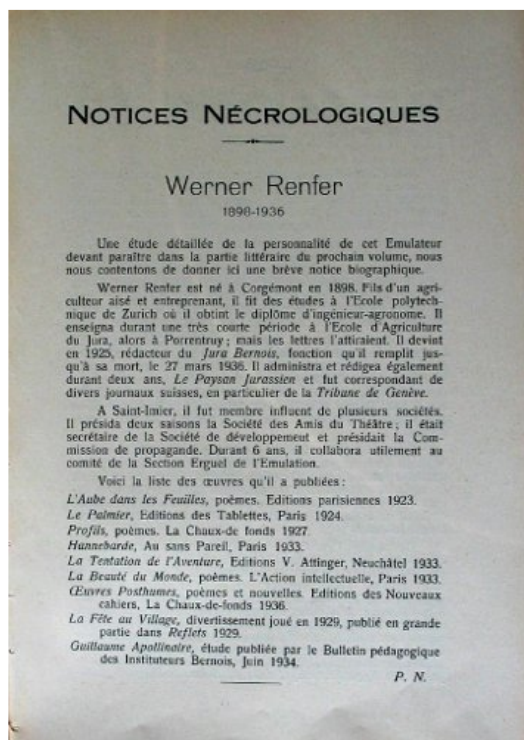 NOTICES NÉCROLOGIQUES
Werner Renfer
1898-1936
Une étude détaillée de la personnalité de cet Emulateur
devant paraître dans la partie littéraire du prochain volume, nous
nous contentons de donner ici une brève notice biographique.
Werner Renfer est né à Corgémont en 1898. Fils d'un agri-
culteur aisé et entreprenant, il fit des études à l'Ecole polytech-
nique de Zurich où il obtint le diplôme d'ingénieur-agronome. Il
enseigna durant une très courte période à l'Ecole d'Agriculture
du Jura, alors à Porrentruy ; mais les lettres l'attiraient. Il devint
en 1925, rédacteur du Jura Bernois, fonction qu'il remplit jus-
qu'à sa mort, le 27 mars 1936. Il administra et rédigea également
durant deux ans, Le Paysan Jurassien et fut correspondant de
divers journaux suisses, en particulier de la Tribune de Genève.
A Saint-Imier, il fut membre influent de plusieurs sociétés.
Il présida deux saisons la Société des Amis du Théâtre ; il était
secrétaire de la Société de développemeut et présidait la Com-
mission de propagande. Durant 6 ans, il collabora utilement au
comité de la Section Erguel de l'Emulation.
Voici la liste des œuvres qu'il a publiées :
L'Aube dans les Feuilles, poèmes. Editions parisiennes 1923.
Le Palmier, Editions des Tablettes, Paris 1924.
Profils, poèmes. La Chaux-de fonds 1927.
Hannebarde, Au sans Pareil, Paris 1933.
La Tentation de l'Aventure, Editions V. Attinger, Neuchâtel 1933.
La Beauté du Monde, poèmes. L'Action intellectuelle, Paris 1933.
Œuvres Posthumes, poèmes et nouvelles. Editions des Nouveaux
cahiers, La Chaux-de-fonds 1936.
La Fête au Village, divertissement joué en 1929, publié en grande
partie dans Reflets 1929.
Guillaume Apollinaire, étude publiée par le Bulletin pédagogique
des Instituteurs Bernois, Juin 1934.
P. N.